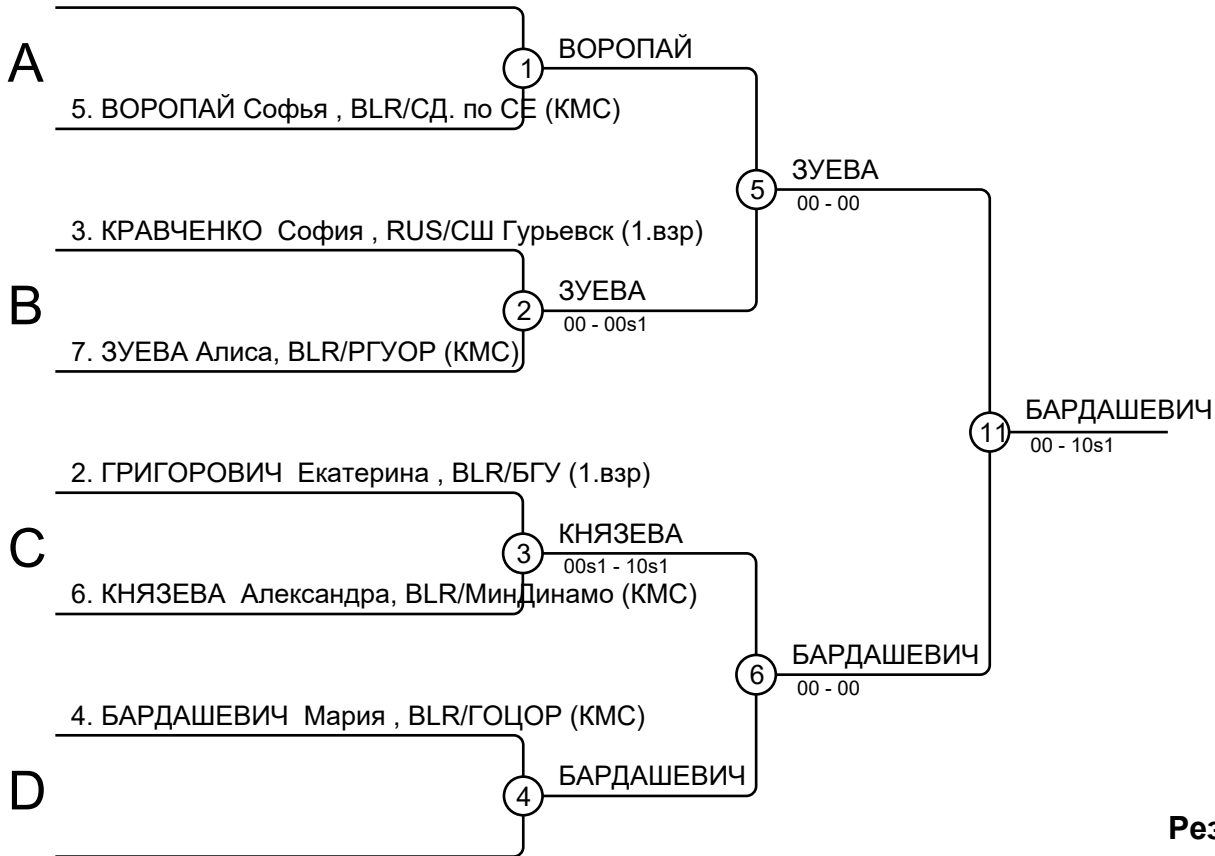 A
1
ВОРОПАЙ
5. ВОРОПАЙ Софья , BLR/СД. по СЕ (КМС)
5
ЗУЕВА
00 - 00
3. КРАВЧЕНКО  София , RUS/СШ Гурьевск (1.взр)
B
2
ЗУЕВА
00 - 00s1
7. ЗУЕВА Алиса, BLR/РГУОР (КМС)
11
БАРДАШЕВИЧ
00 - 10s1
2. ГРИГОРОВИЧ  Екатерина , BLR/БГУ (1.взр)
C
3
КНЯЗЕВА
00s1 - 10s1
6. КНЯЗЕВА  Александра, BLR/МинДинамо (КМС)
6
БАРДАШЕВИЧ
00 - 00
4. БАРДАШЕВИЧ  Мария , BLR/ГОЦОР (КМС)
D
4
БАРДАШЕВИЧ